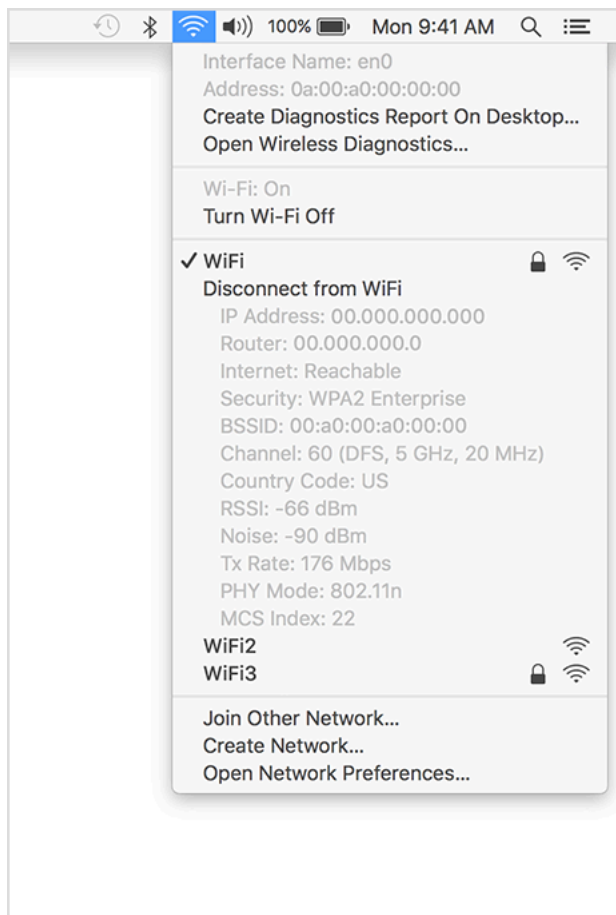 100% Mon 9:41 AM
Interface Name: en0
Address: 0a:00:a0:00:00:00
Create Diagnostics Report On Desktop...
Open Wireless Diagnostics...
Wi-Fi: On
Turn Wi-Fi Off
✓ WiFi
Disconnect from WiFi
IP Address: 00.000.000.000
Router: 00.000.000.0
Internet: Reachable
Security: WPA2 Enterprise
BSSID: 00:a0:00:a0:00:00
Channel: 60 (DFS, 5 GHz, 20 MHz)
Country Code: US
RSSI: -66 dBm
Noise: -90 dBm
Tx Rate: 176 Mbps
PHY Mode: 802.11n
MCS Index: 22
WiFi2
WiFi3
Join Other Network...
Create Network...
Open Network Preferences...